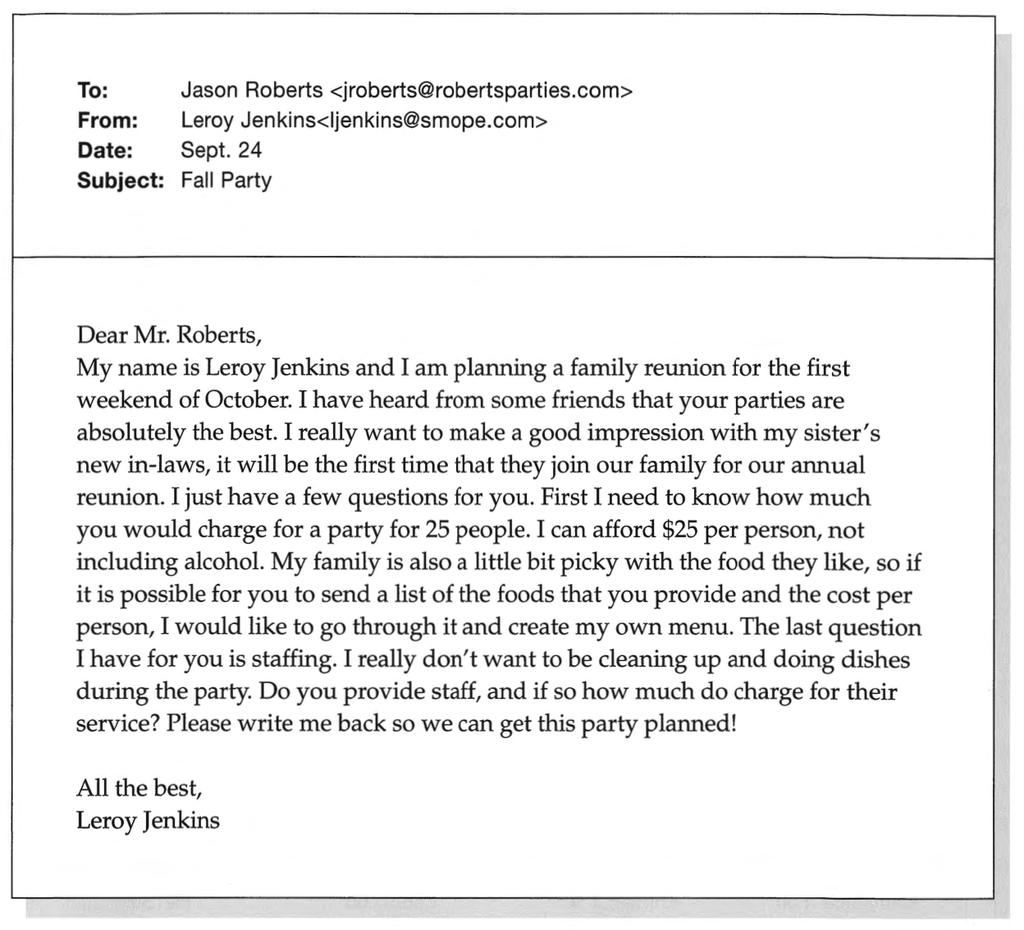 To: Jason Roberts <jroberts@robertsparties.com>
From: Leroy Jenkins<ljenkins@smope.com>
Date: Sept. 24
Subject: Fall Party
Dear Mr. Roberts,
My name is Leroy Jenkins and I am planning a family reunion for the first
weekend of October. I have heard from some friends that your parties are
absolutely the best. I really want to make a good impression with my sister's
new in-laws, it will be the first time that they join our family for our annual
reunion. I just have a few questions for you. First I need to know how much
you would charge for a party for 25 people. I can afford $25 per person, not
including alcohol. My family is also a little bit picky with the food they like, so if
it is possible for you to send a list of the foods that you provide and the cost per
person, I would like to go through it and create my own menu. The last question
I have for you is staffing. I really don't want to be cleaning up and doing dishes
during the party. Do you provide staff, and if so how much do charge for their
service? Please write me back so we can get this party planned!
All the best,
Leroy Jenkins